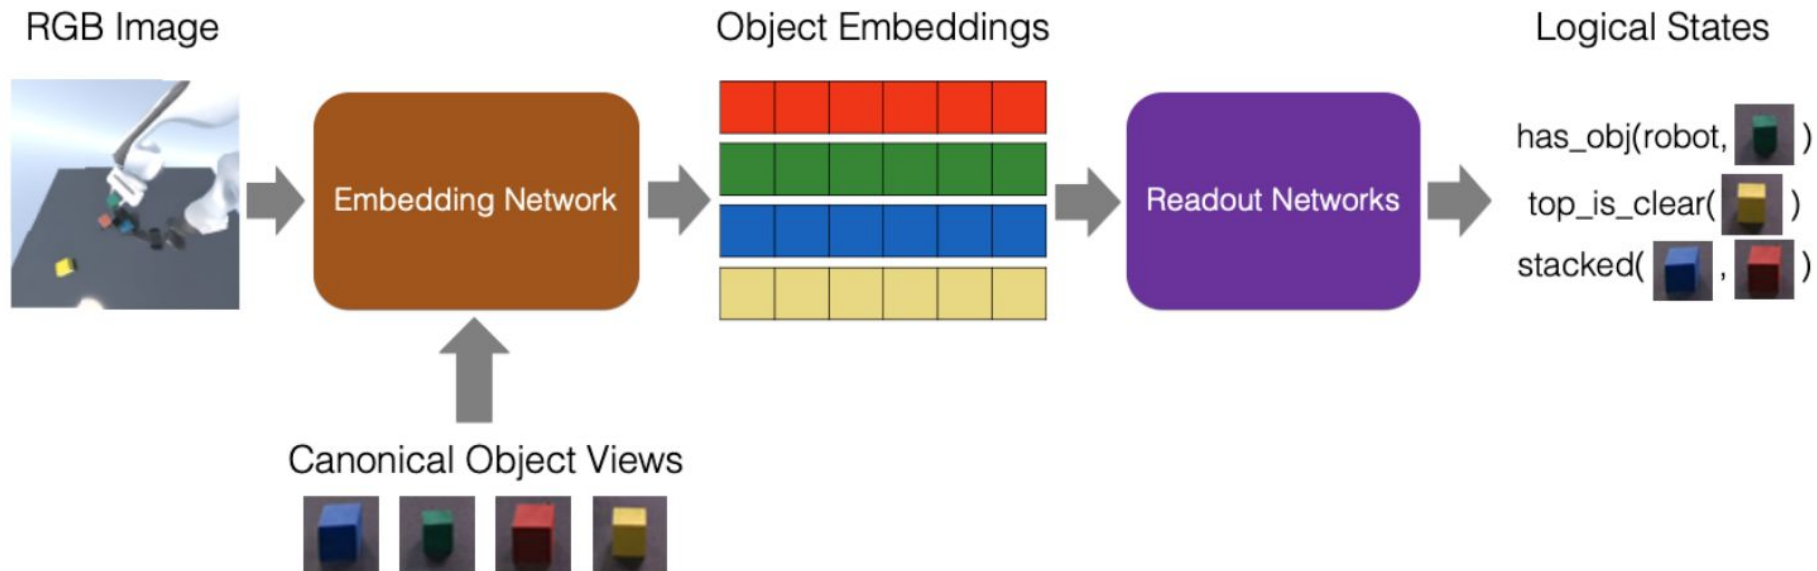 RGB Image
Object Embeddings
Logical States
Embedding Network
Readout Networks
has_obj(robot, )
top_is_clear( )
stacked( , )
Canonical Object Views